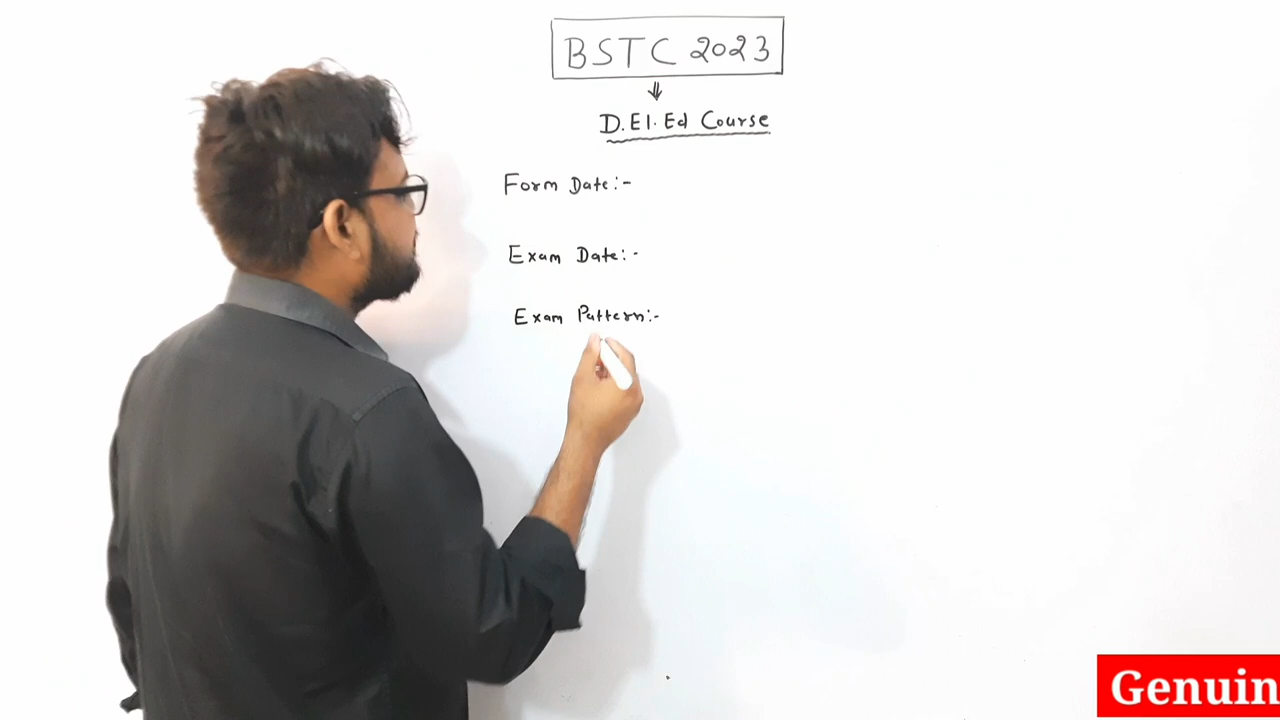 BSTC 2023
D.El.Ed Course
Form Date:-
Exam Date:-
Exam Pattern:-
Genuin